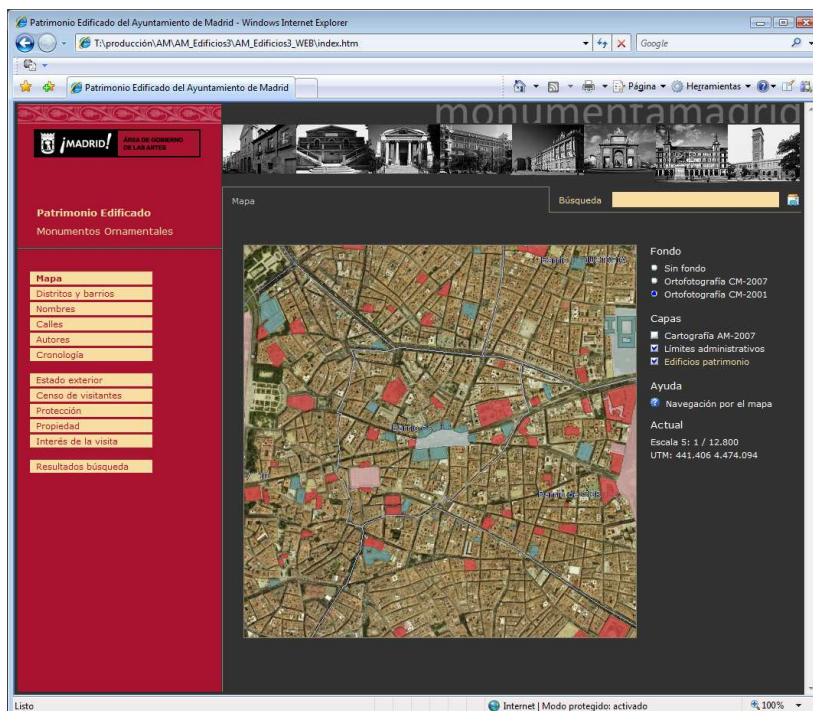 Patrimonio Edificado del Ayuntamiento de Madrid - Windows Internet Explorer
T:\producción\AM\AM_Edificios3\AM_Edificios3_WEB\index.htm
Google
Patrimonio Edificado del Ayuntamiento de Madrid
Página
Herramientas
monumentamadrid
¡MADRID!
ÁREA DE GOBIERNO
DE LAS ARTES
Patrimonio Edificado
Monumentos Ornamentales
Mapa
Búsqueda
Mapa
Distritos y barrios
Nombres
Calles
Autores
Cronología
Estado exterior
Censo de visitantes
Protección
Propiedad
Interés de la visita
Resultados búsqueda
Fondo
Sin fondo
Ortofotografía CM-2007
Ortofotografía CM-2001
Capas
Cartografía AM-2007
Límites administrativos
Edificios patrimonio
Ayuda
Navegación por el mapa
Actual
Escala 5: 1 / 12.800
UTM: 441.406 4.474.094
Listo
Internet | Modo protegido: activado
100%